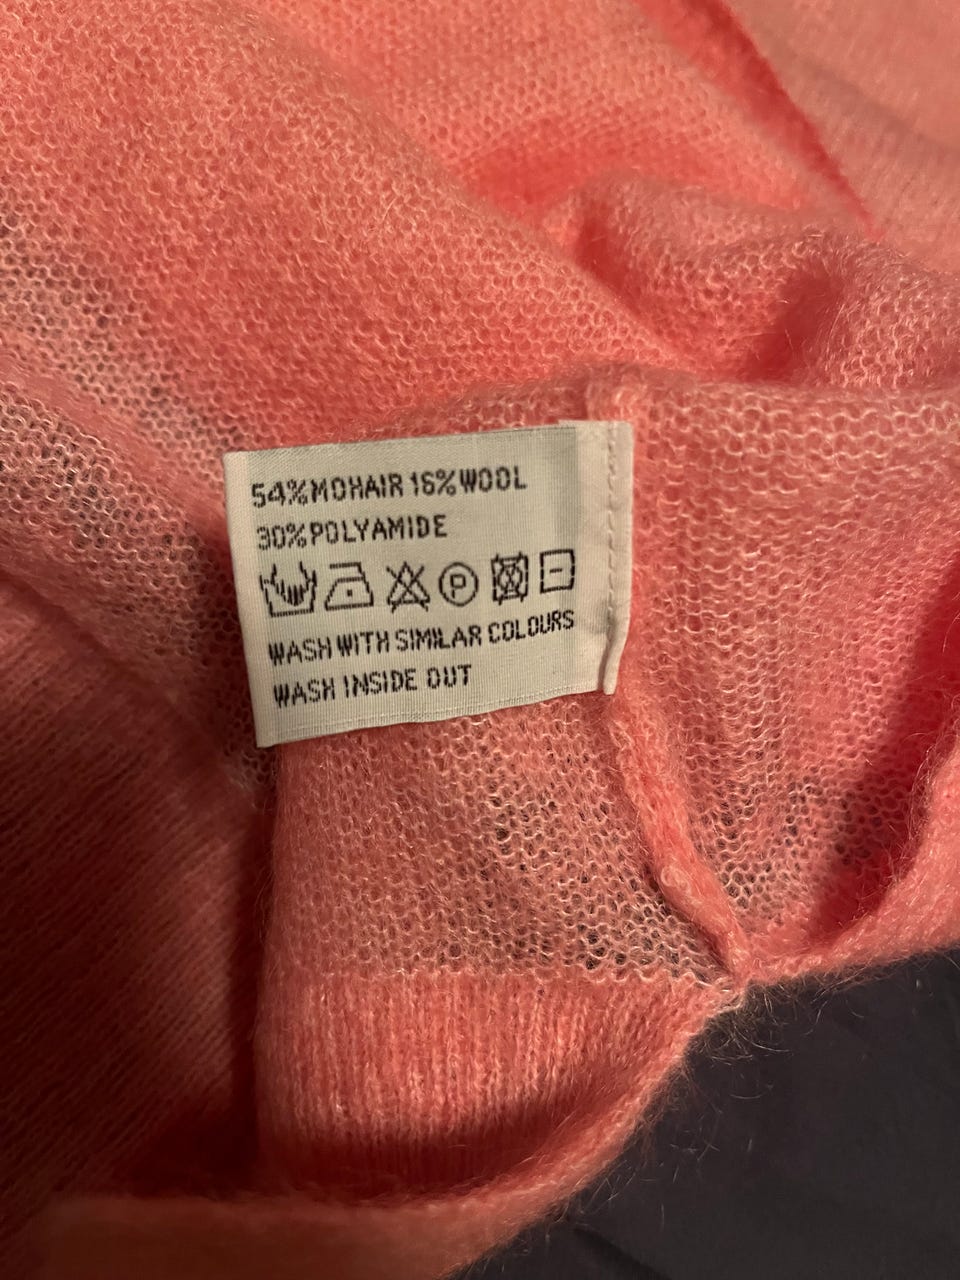 54%MOHAIR 16%WOOL
30%POLYAMIDE
P
WASH WITH SIMILAR COLOURS
WASH INSIDE OUT